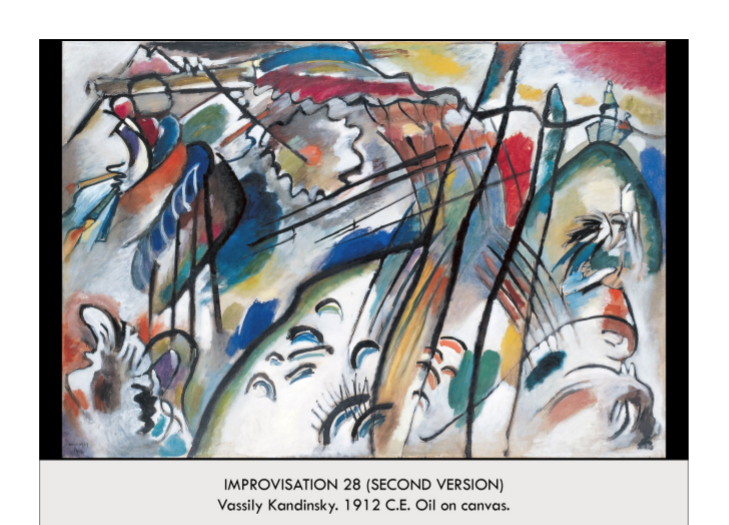 IMPROVISATION 28 (SECOND VERSION)
Vassily Kandinsky. 1912 C.E. Oil on canvas.